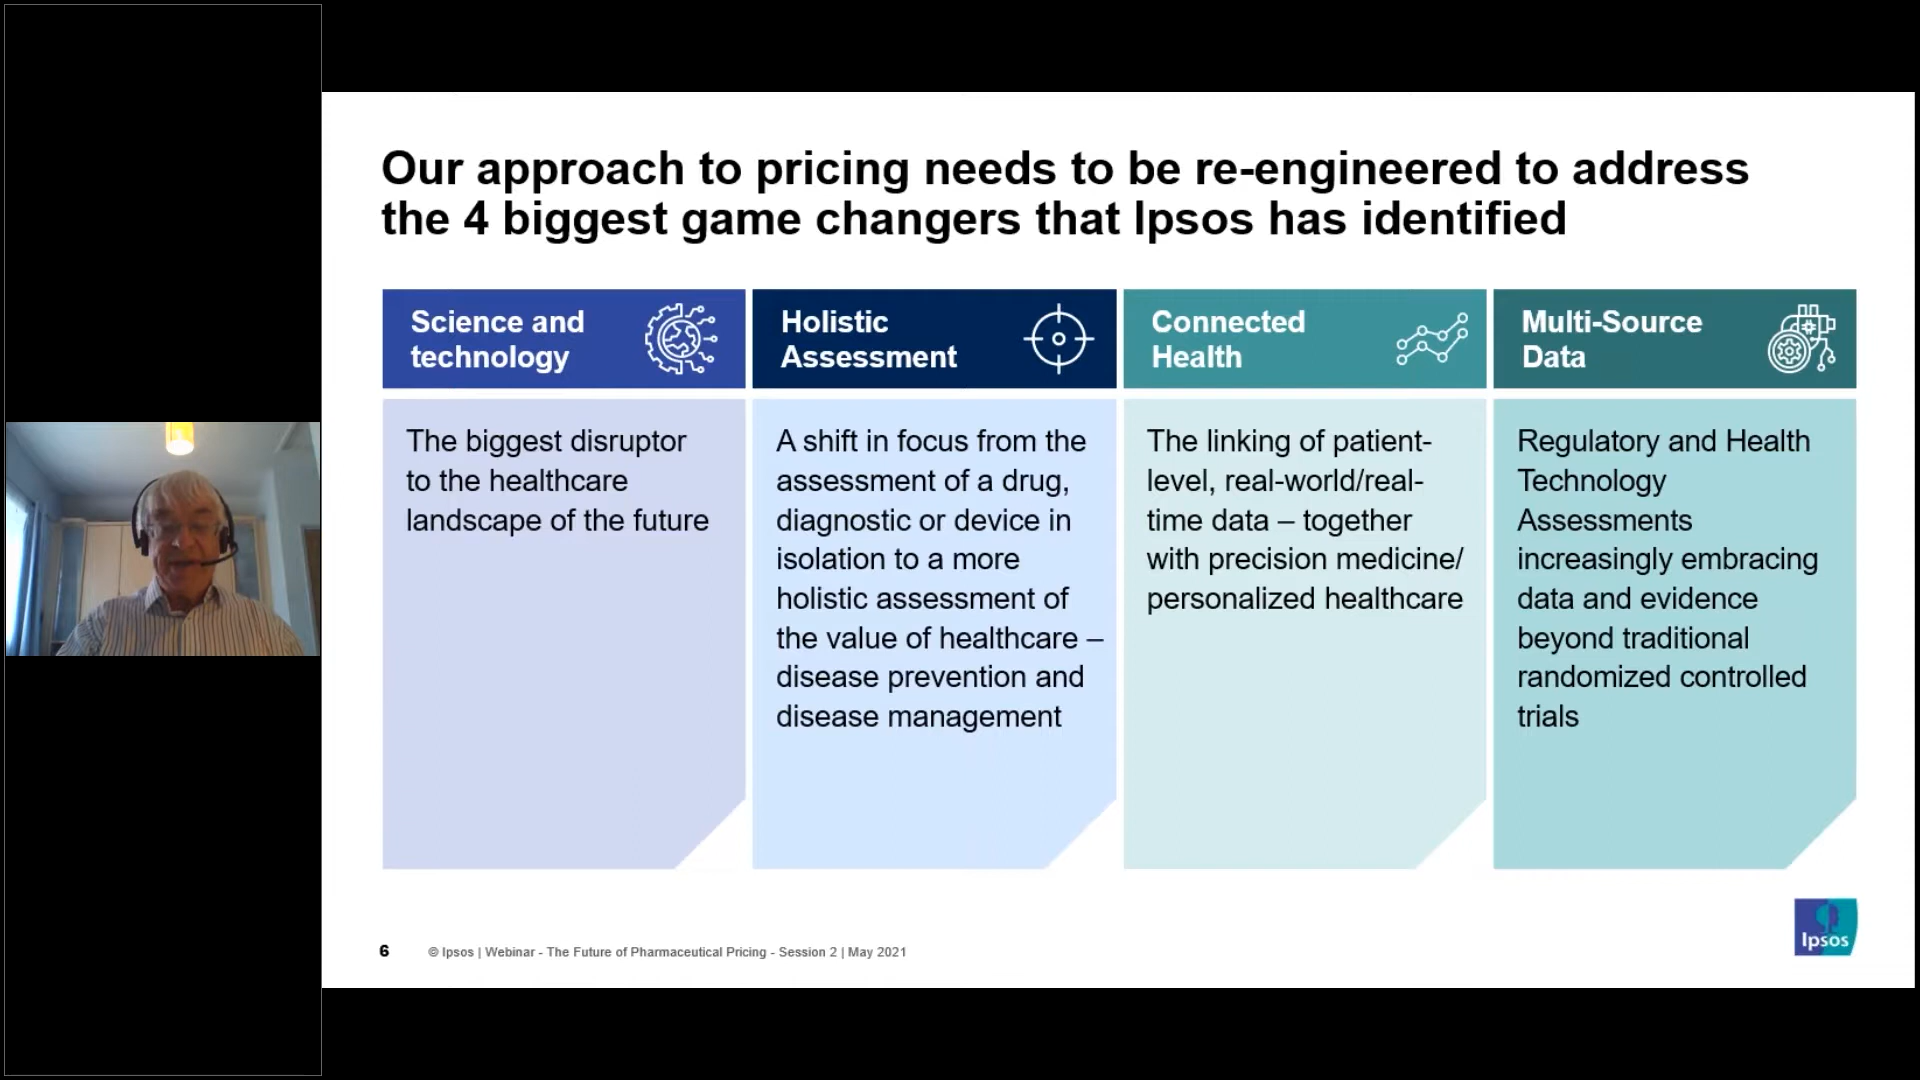 Our approach to pricing needs to be re-engineered to address
the 4 biggest game changers that Ipsos has identified
Science and
technology
The biggest disruptor
to the healthcare
landscape of the future
Holistic
Assessment
A shift in focus from the
assessment of a drug,
diagnostic or device in
isolation to a more
holistic assessment of
the value of healthcare –
disease prevention and
disease management
Connected
Health
The linking of patient-
level, real-world/real-
time data – together
with precision medicine/
personalized healthcare
Multi-Source
Data
Regulatory and Health
Technology
Assessments
increasingly embracing
data and evidence
beyond traditional
randomized controlled
trials
6
© Ipsos | Webinar - The Future of Pharmaceutical Pricing - Session 2 | May 2021
Ipsos